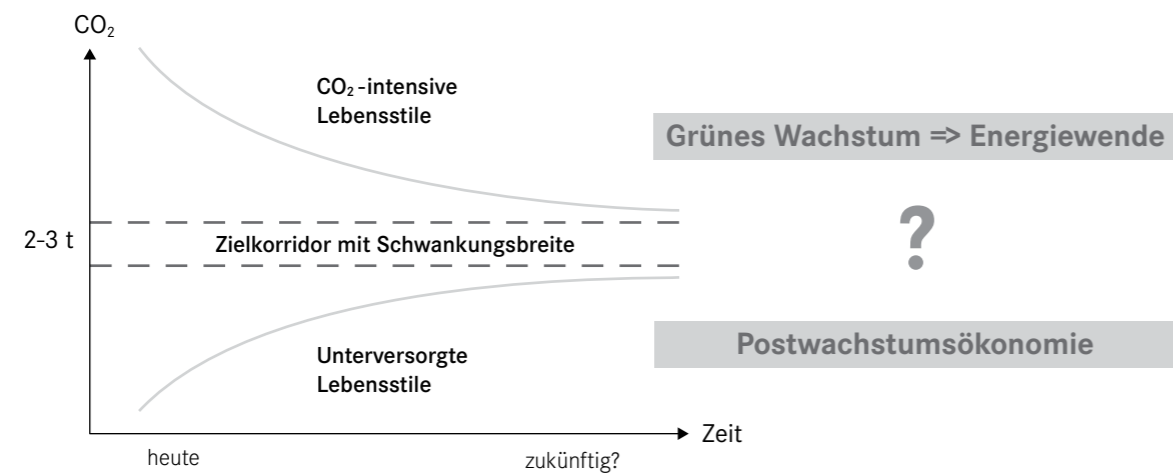 CO₂
CO₂-intensive
Lebensstile
Grünes Wachstum => Energiewende
2-3 t
Zielkorridor mit Schwankungsbreite
?
Unterversorgte
Lebensstile
Postwachstumsökonomie
Zeit
heute
zukünftig?